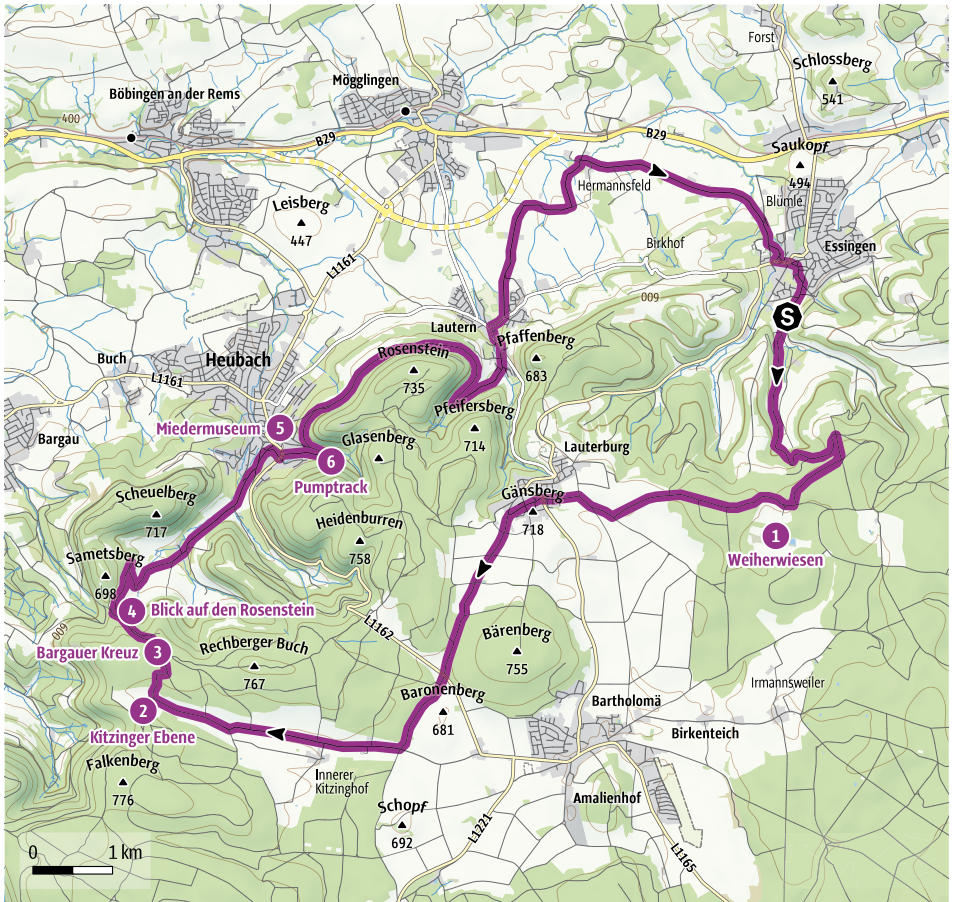 Forst
Schlossberg
541
Mögglingen
Böbingen an der Rems
400
B29
B29
Saukopf
494
Hermannsfeld
Blümle
Leisberg
447
Birkhof
Essingen
L1161
009
S
Lautern
Pfaffenberg
683
Rosenstein
735
Heubach
Buch
L1161
Pfeifersberg
714
Miedermuseum
5
Bargau
Glasenberg
6
Pumptrack
Lauterburg
Scheuelberg
717
Gänsberg
718
Heidenburren
758
1
Weiherwiesen
Sametsberg
698
4
Blick auf den Rosenstein
009
L1162
Bärenberg
755
Rechberger Buch
767
Bargauer Kreuz
3
Irmannsweiler
Baronenberg
681
Bartholomä
2
Kitzinger Ebene
Birkenteich
Falkenberg
776
Innerer
Kitzinghof
Amalienhof
Schopf
692
L1221
L1165
0
1 km